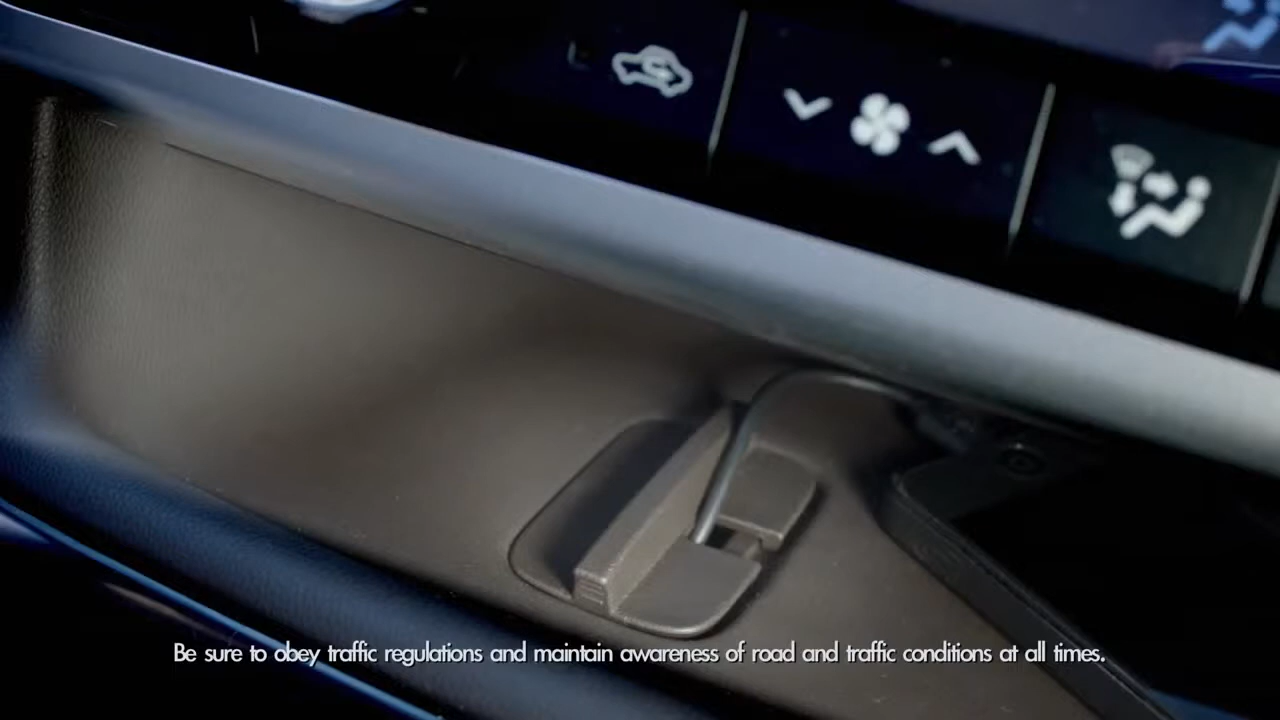 Be sure to obey traffic regulations and maintain awareness of road and traffic conditions at all times.